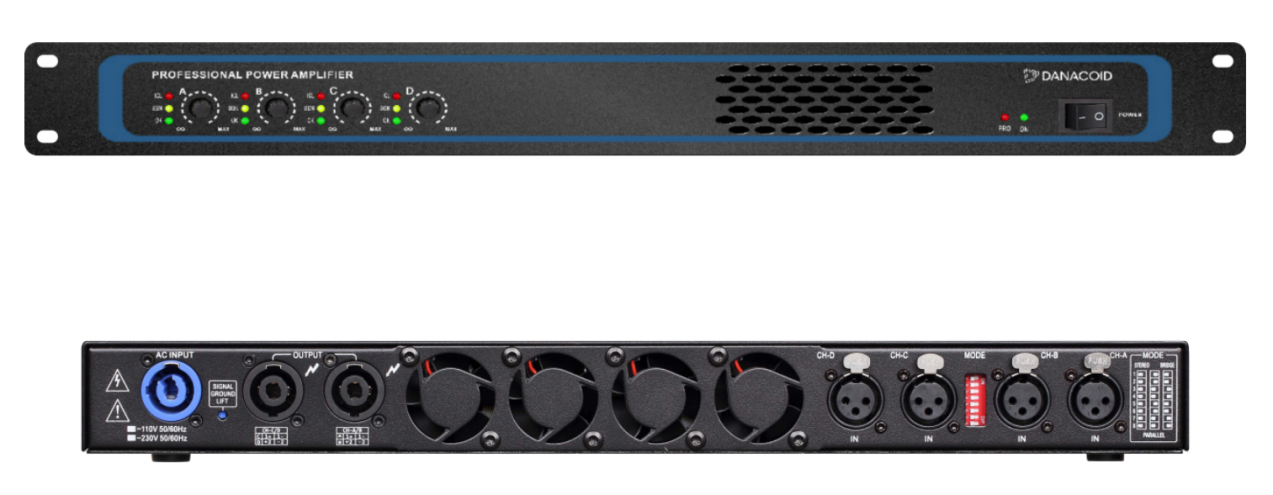 PROFESSIONAL POWER AMPLIFIER
DANACOID
A B C D
MAX MAX MAX MAX
PRO ON
POWER
AC INPUT
OUTPUT
SIGNAL
GROUND
LIFT
~110V 50/60Hz
~230V 50/60Hz
CH-D CH-C MODE CH-B CH-A MODE
STEREO BRIDGE
IN IN IN IN
PARALLEL